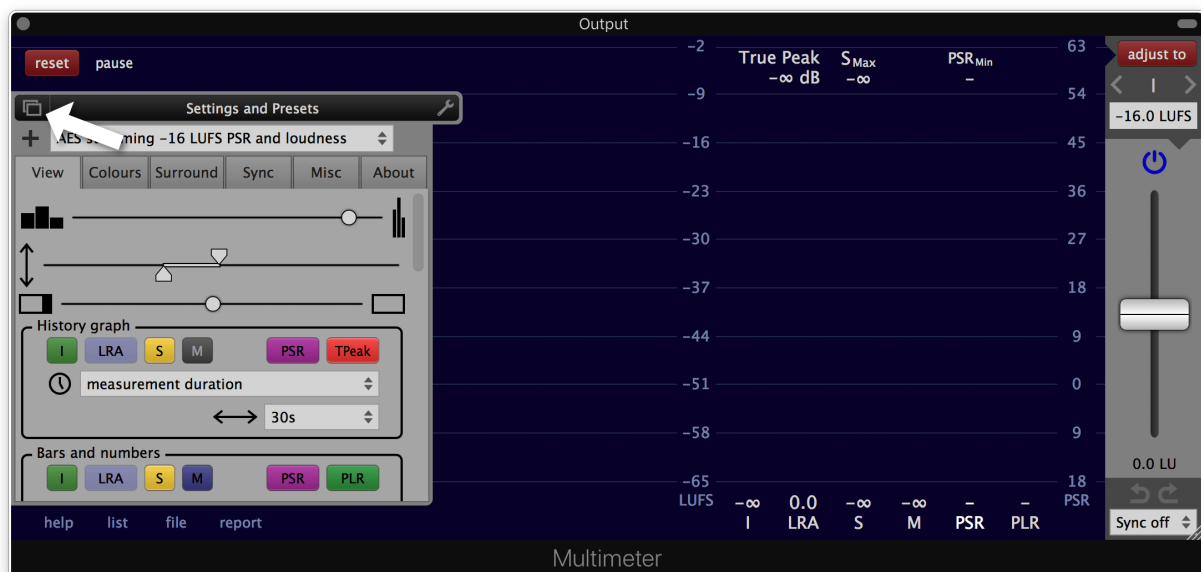 Output
reset pause
True Peak SMax PSRMin
-∞ dB -∞ -
adjust to
I
-16.0 LUFS
Settings and Presets
AES streaming -16 LUFS PSR and loudness
View Colours Surround Sync Misc About
History graph
I LRA S M PSR TPeak
measurement duration
30s
Bars and numbers
I LRA S M PSR PLR
help list file report
-2 63
-9 54
-16 45
-23 36
-30 27
-37 18
-44 9
-51 0
-58 9
-65 18
LUFS PSR
-∞ 0.0 -∞ -∞ - -
I LRA S M PSR PLR
0.0 LU
Sync off
Multimeter